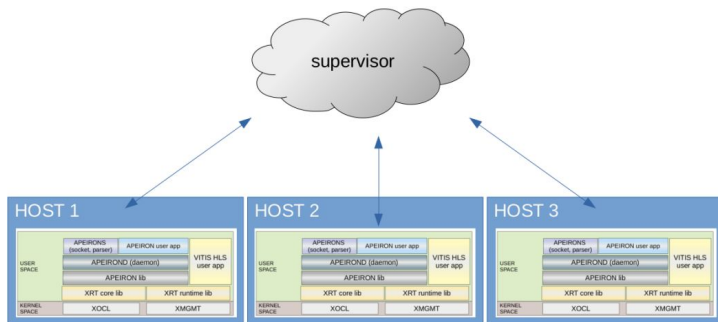 supervisor
HOST 1
APEIRONS
(socket, parser)
APEIRON user app
VITIS HLS
user app
USER
SPACE
APEIROND (daemon)
APEIRON lib
XRT core lib
XRT runtime lib
KERNEL
SPACE
XOCL
XMGMT
HOST 2
APEIRONS
(socket, parser)
APEIRON user app
VITIS HLS
user app
USER
SPACE
APEIROND (daemon)
APEIRON lib
XRT core lib
XRT runtime lib
KERNEL
SPACE
XOCL
XMGMT
HOST 3
APEIRONS
(socket, parser)
APEIRON user app
VITIS HLS
user app
USER
SPACE
APEIROND (daemon)
APEIRON lib
XRT core lib
XRT runtime lib
KERNEL
SPACE
XOCL
XMGMT